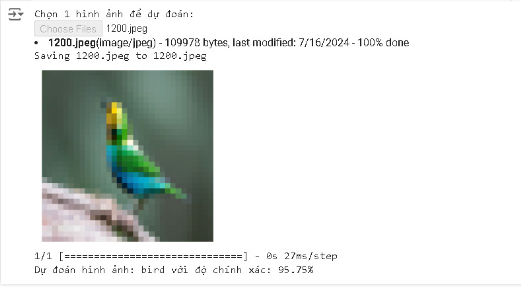 Chọn 1 hình ảnh để dự đoán:
Choose Files 1200.jpeg
• 1200.jpeg(image/jpeg) - 109978 bytes, last modified: 7/16/2024 - 100% done
Saving 1200.jpeg to 1200.jpeg
1/1 [==============================] - 0s 27ms/step
Dự đoán hình ảnh: bird với độ chính xác: 95.75%